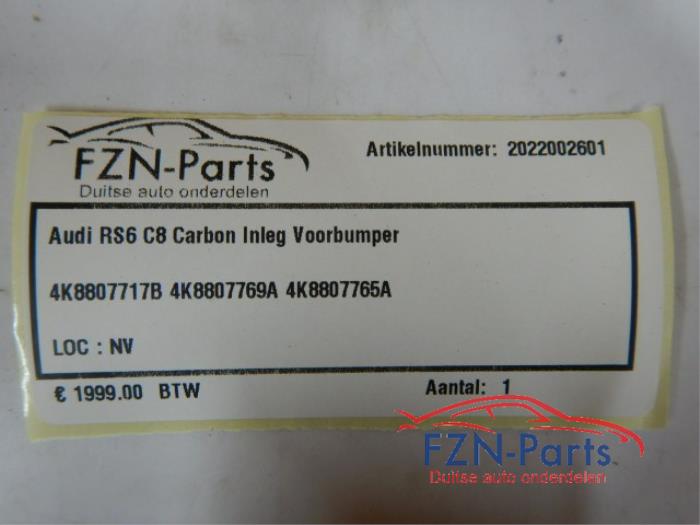 FZN-Parts
Duitse auto onderdelen
Artikelnummer: 2022002601
Audi RS6 C8 Carbon Inleg Voorbumper
4K8807717B 4K8807769A 4K8807765A
LOC : NV
€ 1999.00 BTW
Aantal: 1
FZN-Parts
Duitse auto onderdelen